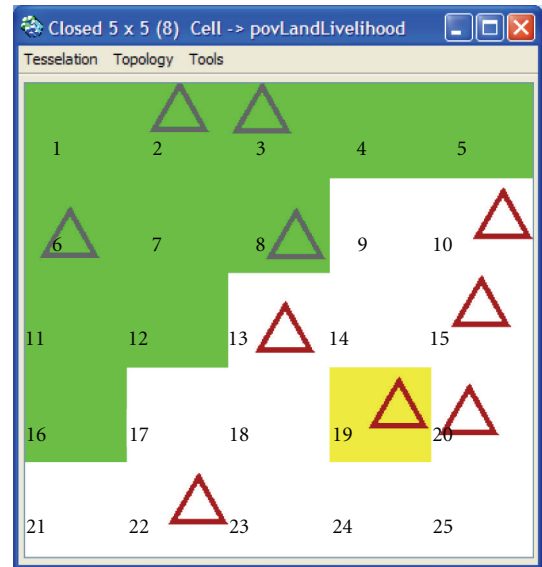 Closed 5 x 5 (8) Cell -> povLandLivelihood
Tesselation Topology Tools
1 2 3 4 5
6 7 8 9 10
11 12 13 14 15
16 17 18 19 20
21 22 23 24 25